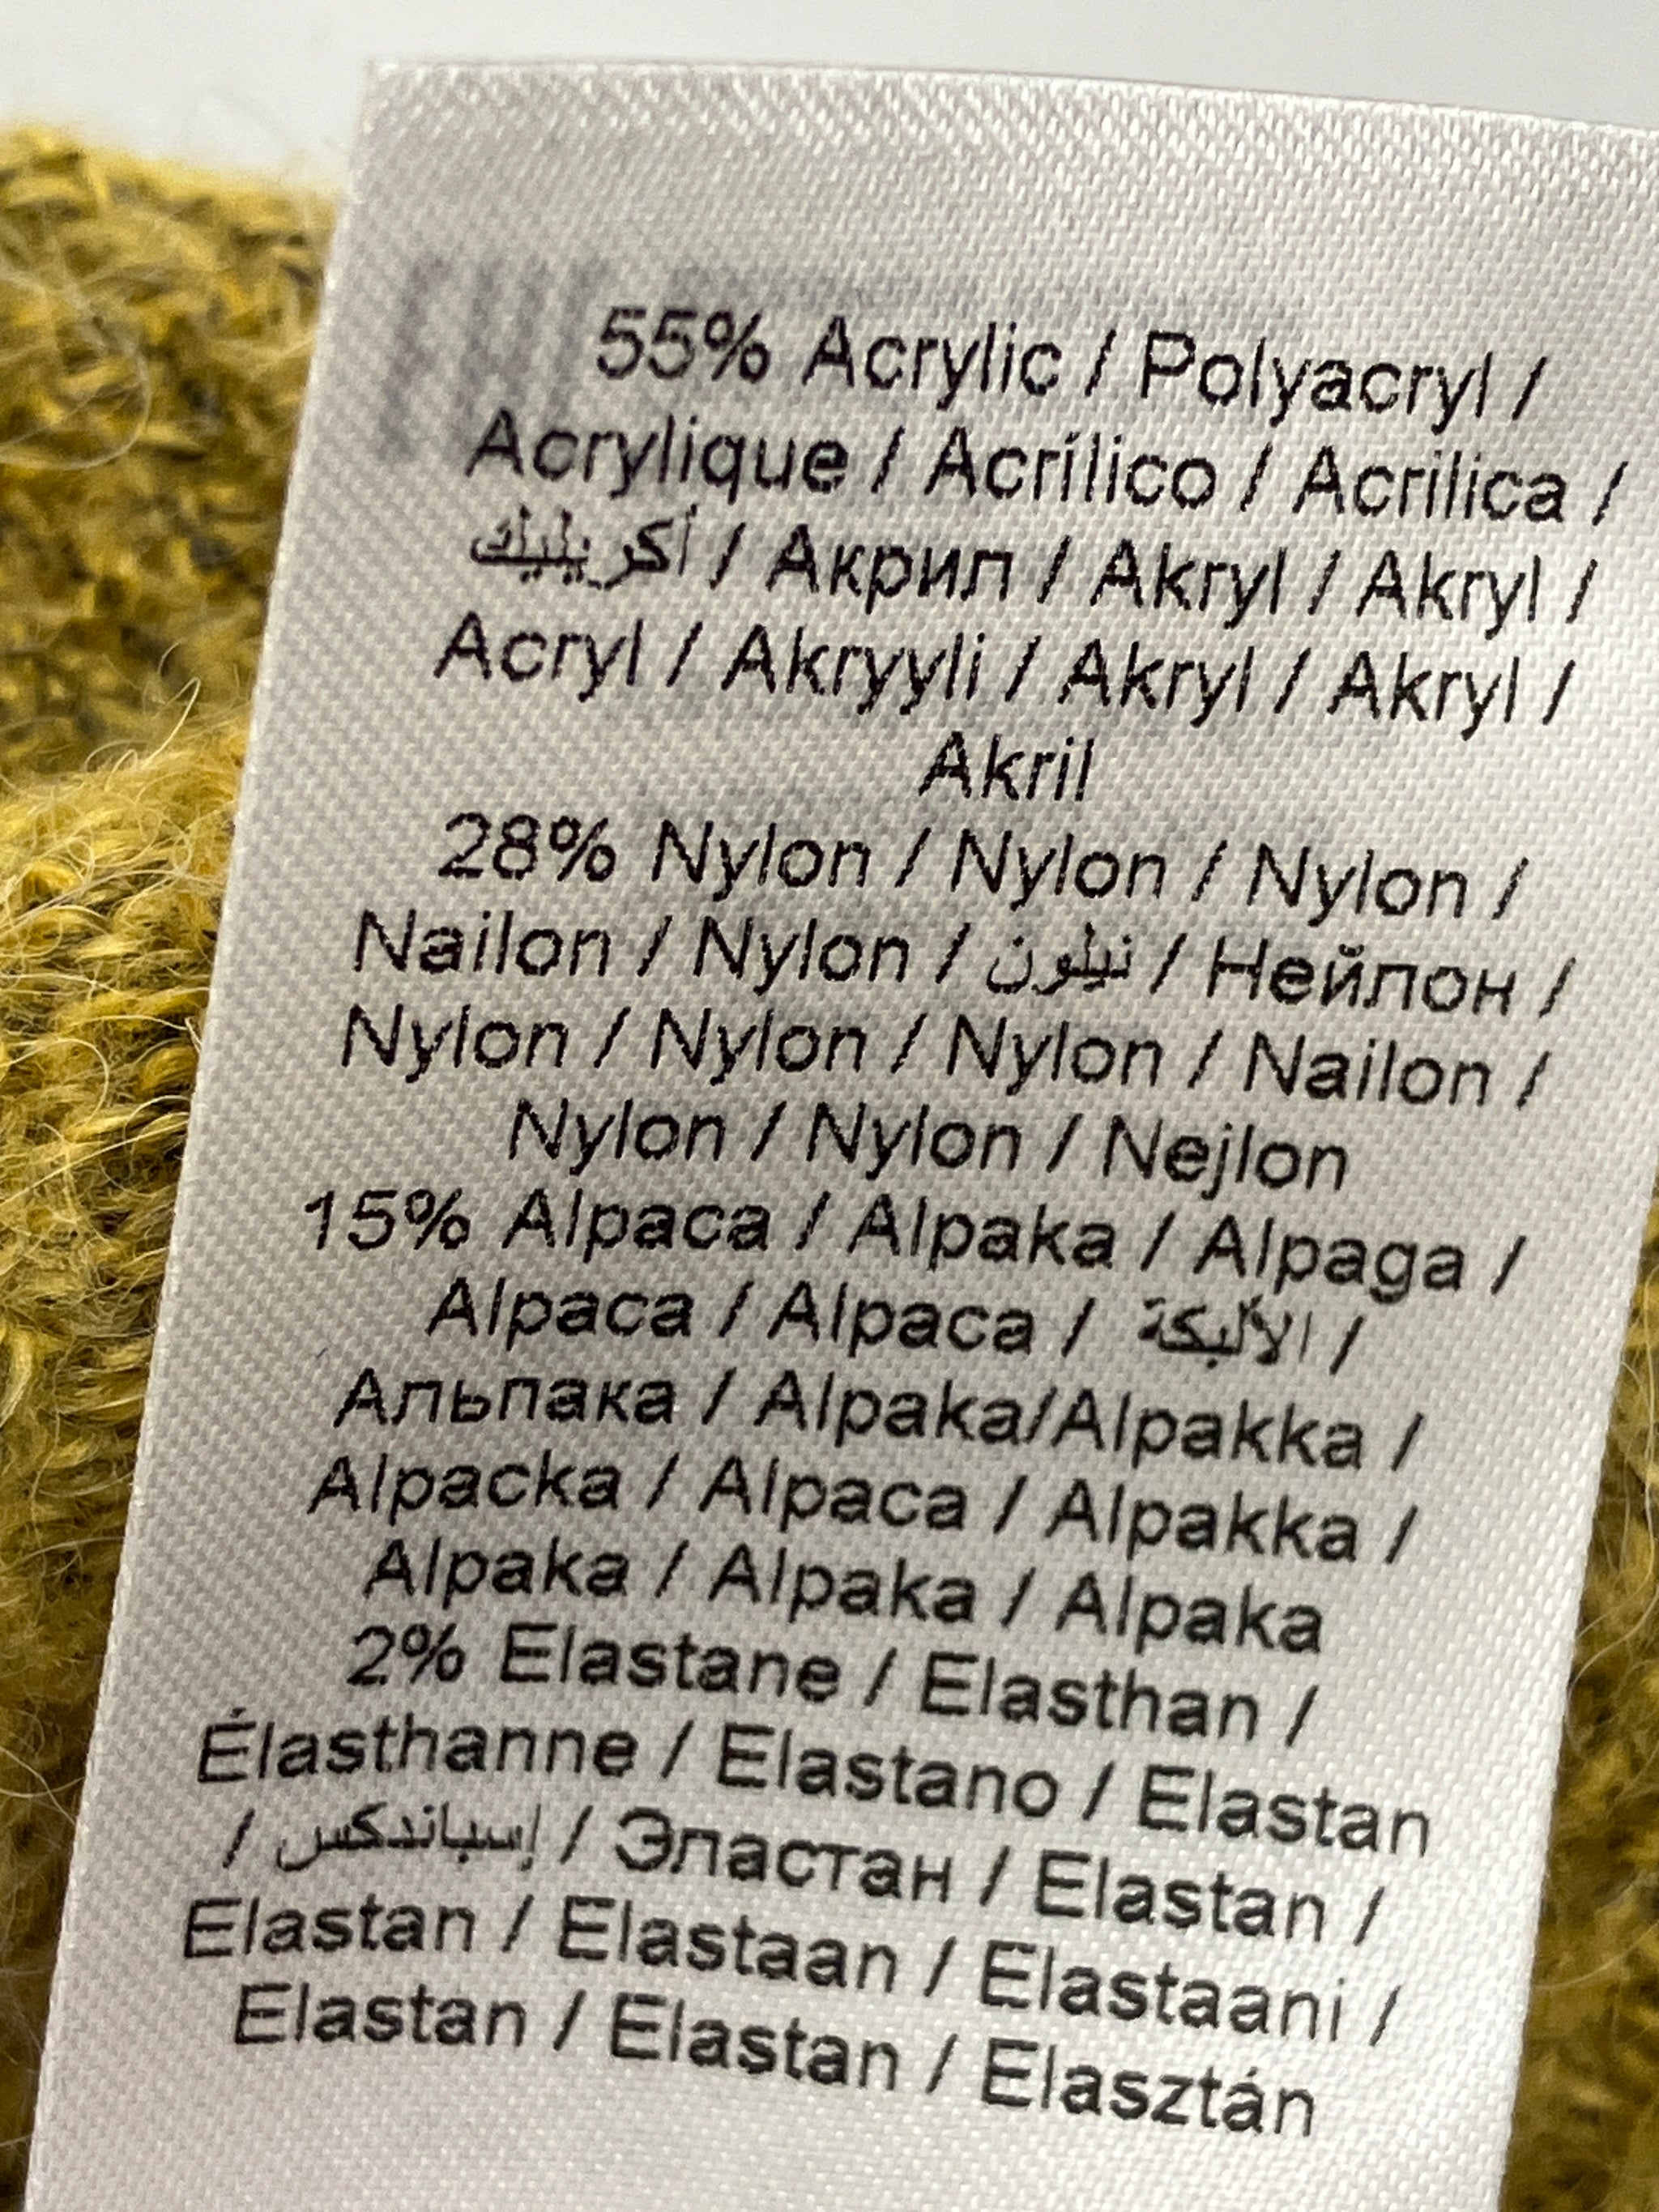 55% Acrylic / Polyacryl /
Acrylique / Acrílico / Acrilica /
أكريليك / Акрил / Akryl / Akryl /
Acryl / Akryyli / Akryl / Akryl /
Akril
28% Nylon / Nylon / Nylon /
Nailon / Nylon / نيلون / Нейлон /
Nylon / Nylon / Nylon / Nailon /
Nylon / Nylon / Nejlon
15% Alpaca / Alpaka / Alpaga /
Alpaca / Alpaca / الألبكة /
Альпака / Alpaka/Alpakka /
Alpacka / Alpaca / Alpakka /
Alpaka / Alpaka / Alpaka
2% Elastane / Elasthan /
Élasthanne / Elastano / Elastan
/ إسباندكس / Эластан / Elastan /
Elastan / Elastaan / Elastaani /
Elastan / Elastan / Elasztán